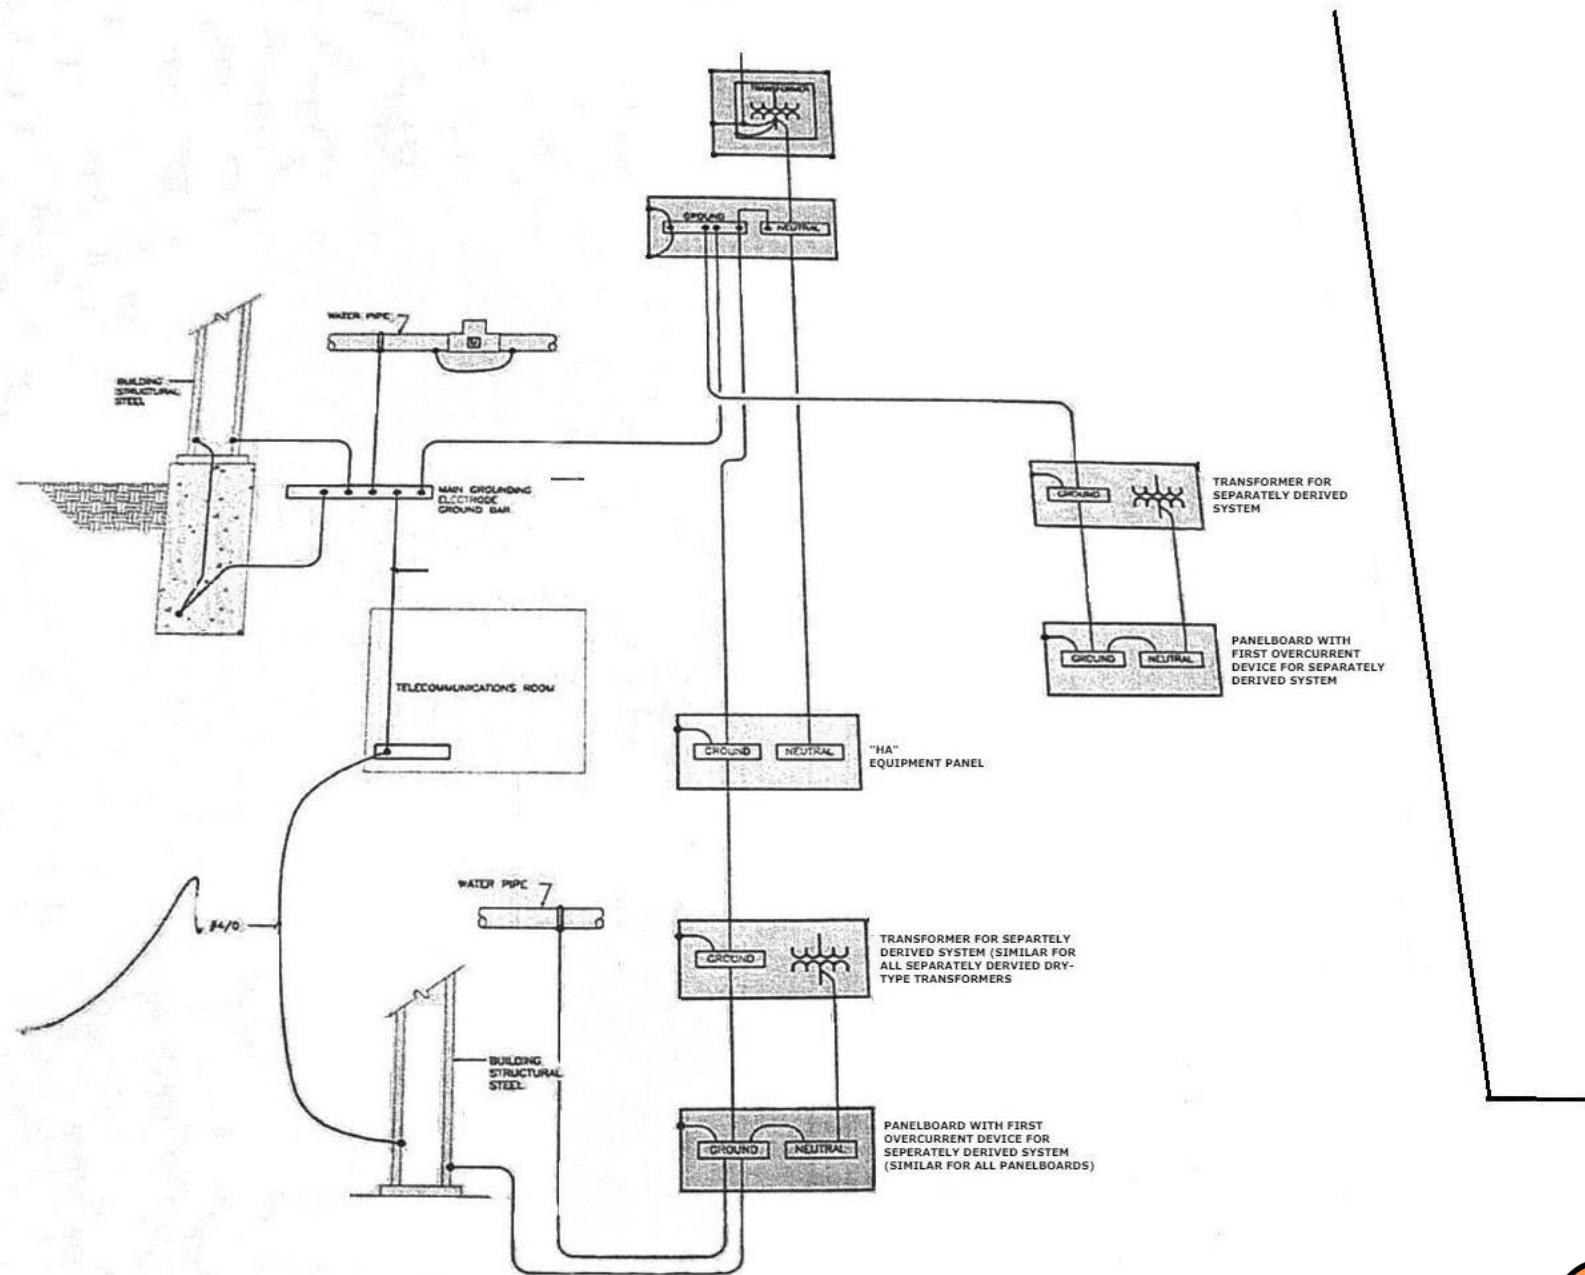 TRANSFORMER
GROUND
NEUTRAL
WATER PIPE
BUILDING
STRUCTURAL
STEEL
MAIN GROUNDING
ELECTRODE
GROUND BAR
GROUND
TRANSFORMER FOR
SEPARATELY DERIVED
SYSTEM
GROUND
NEUTRAL
PANELBOARD WITH
FIRST OVERCURRENT
DEVICE FOR SEPARATELY
DERIVED SYSTEM
TELECOMMUNICATIONS ROOM
GROUND
NEUTRAL
"HA"
EQUIPMENT PANEL
WATER PIPE
#4/0
GROUND
TRANSFORMER FOR SEPARTELY
DERIVED SYSTEM (SIMILAR FOR
ALL SEPARATELY DERVIED DRY-
TYPE TRANSFORMERS
BUILDING
STRUCTURAL
STEEL
GROUND
NEUTRAL
PANELBOARD WITH FIRST
OVERCURRENT DEVICE FOR
SEPERATELY DERIVED SYSTEM
(SIMILAR FOR ALL PANELBOARDS)